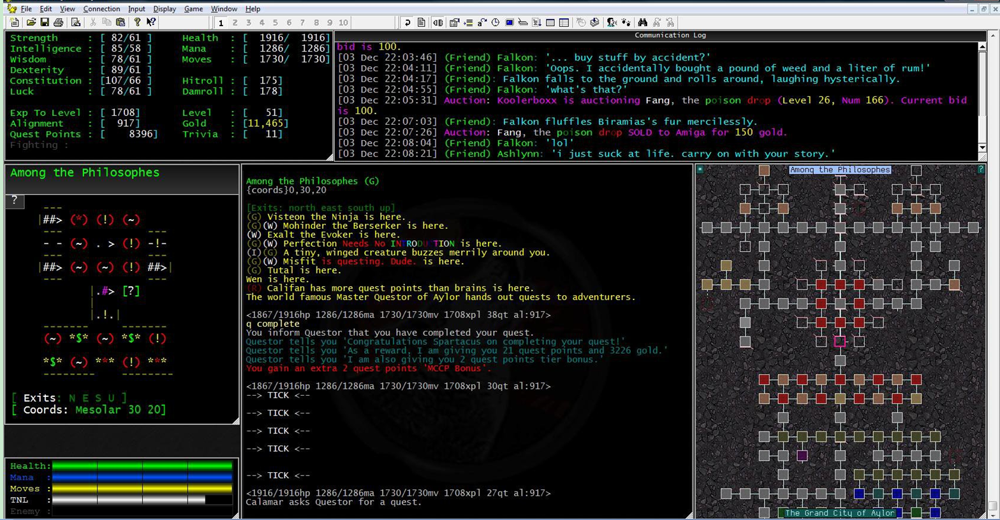 File Edit View Connection Input Display Game Window Help
1 2 3 4 5 6 7 8 9 10
Strength : [ 82/61 ] Health : [ 1916/ 1916]
Intelligence : [ 85/58 ] Mana : [ 1286/ 1286]
Wisdom : [ 78/61 ] Moves : [ 1730/ 1730]
Dexterity : [ 89/61 ]
Constitution : [107/66 ] Hitroll : [ 175]
Luck : [ 78/61 ] Damroll : [ 178]
Exp To Level : [ 1708] Level : [ 51]
Alignment : [ 917] Gold : [11,465]
Quest Points : [ 8396] Trivia : [ 11]
Fighting :
Communication Log
bid is 100.
[03 Dec 22:03:46] (Friend) Falkon: '... buy stuff by accident?'
[03 Dec 22:04:11] (Friend) Falkon: 'Oops. I accidentally bought a pound of weed and a liter of rum!'
[03 Dec 22:04:17] (Friend): Falkon falls to the ground and rolls around, laughing hysterically.
[03 Dec 22:04:55] (Friend) Falkon: 'what's that?'
[03 Dec 22:05:31] Auction: Koolerboxx is auctioning Fang, the poison drop (Level 26, Num 166). Current bid
is 100.
[03 Dec 22:07:03] (Friend): Falkon fluffles Biramias's fur mercilessly.
[03 Dec 22:07:26] Auction: Fang, the poison drop SOLD to Amiga for 150 gold.
[03 Dec 22:08:04] (Friend) Falkon: 'lol'
[03 Dec 22:08:21] (Friend) Ashlynn: 'i just suck at life. carry on with your story.'
Among the Philosophes
?
---
|##> (*) (!) (~)
--- ---
- - (~) . > (!) -!-
--- ---
|##> (~) (~) (!) ##>|
--- ---
|.#> [?]
|
|.!.|
----- -----
(~) *$* (~) *$* (!)
*$* (~) *** (!) ***
------ ------
[ Exits: N E S U ]
[ Coords: Mesolar 30 20]
Health:
Mana :
Moves :
TNL :
Enemy :
Among the Philosophes (G)
{coords}0,30,20
[Exits: north east south up]
(G) Visteon the Ninja is here.
(G)(W) Mohinder the Berserker is here.
(W) Exalt the Evoker is here.
(G)(W) Perfection Needs No INTRODUCTION is here.
(I)(G) A tiny, winged creature buzzes merrily around you.
(G)(W) Misfit is questing. Dude. is here.
(G) Tutal is here.
Wen is here.
(R) Califan has more quest points than brains is here.
The world famous Master Questor of Aylor hands out quests to adventurers.
<1867/1916hp 1286/1286ma 1730/1730mv 1708xpl 38qt al:917>
q complete
You inform Questor that you have completed your quest.
Questor tells you 'Congratulations Spartacus on completing your quest!'
Questor tells you 'As a reward, I am giving you 21 quest points and 3226 gold.'
Questor tells you 'I am also giving you 2 quest points tier bonus.'
You gain an extra 2 quest points 'MCCP Bonus'.
<1867/1916hp 1286/1286ma 1730/1730mv 1708xpl 30qt al:917>
--> TICK <--
--> TICK <--
--> TICK <--
--> TICK <--
--> TICK <--
<1916/1916hp 1286/1286ma 1730/1730mv 1708xpl 27qt al:917>
Calamar asks Questor for a quest.
* Among the Philosophes ?
The Grand City of Aylor